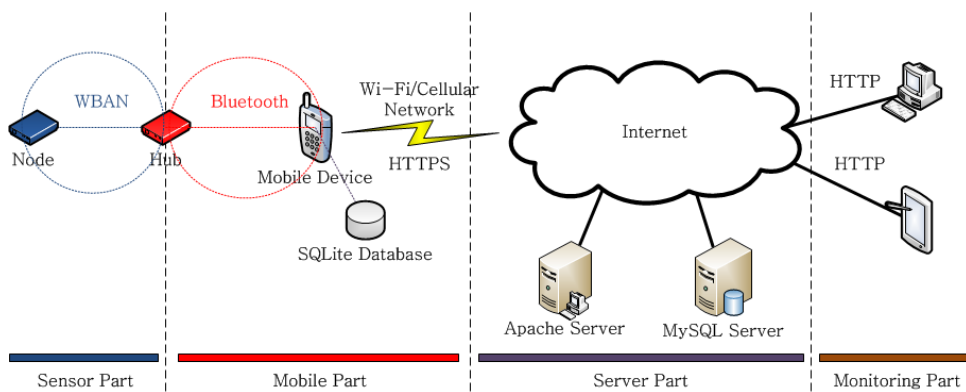 WBAN
Node
Hub
Bluetooth
Mobile Device
SQLite Database
Wi-Fi/Cellular
Network
HTTPS
Internet
Apache Server
MySQL Server
HTTP
HTTP
Sensor Part
Mobile Part
Server Part
Monitoring Part